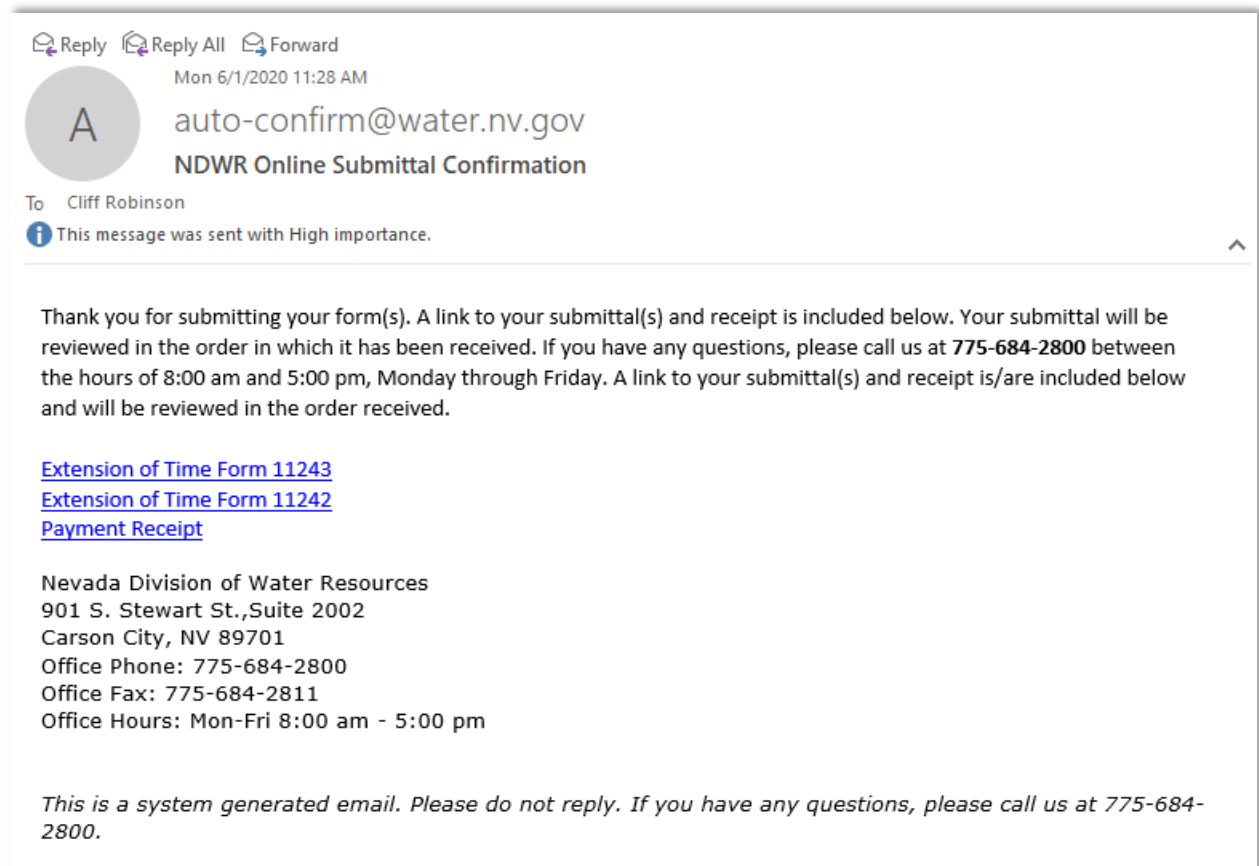 Reply Reply All Forward
Mon 6/1/2020 11:28 AM
A
auto-confirm@water.nv.gov
NDWR Online Submittal Confirmation
To Cliff Robinson
This message was sent with High importance.
Thank you for submitting your form(s). A link to your submittal(s) and receipt is included below. Your submittal will be
reviewed in the order in which it has been received. If you have any questions, please call us at 775-684-2800 between
the hours of 8:00 am and 5:00 pm, Monday through Friday. A link to your submittal(s) and receipt is/are included below
and will be reviewed in the order received.
Extension of Time Form 11243
Extension of Time Form 11242
Payment Receipt
Nevada Division of Water Resources
901 S. Stewart St.,Suite 2002
Carson City, NV 89701
Office Phone: 775-684-2800
Office Fax: 775-684-2811
Office Hours: Mon-Fri 8:00 am - 5:00 pm
This is a system generated email. Please do not reply. If you have any questions, please call us at 775-684-
2800.